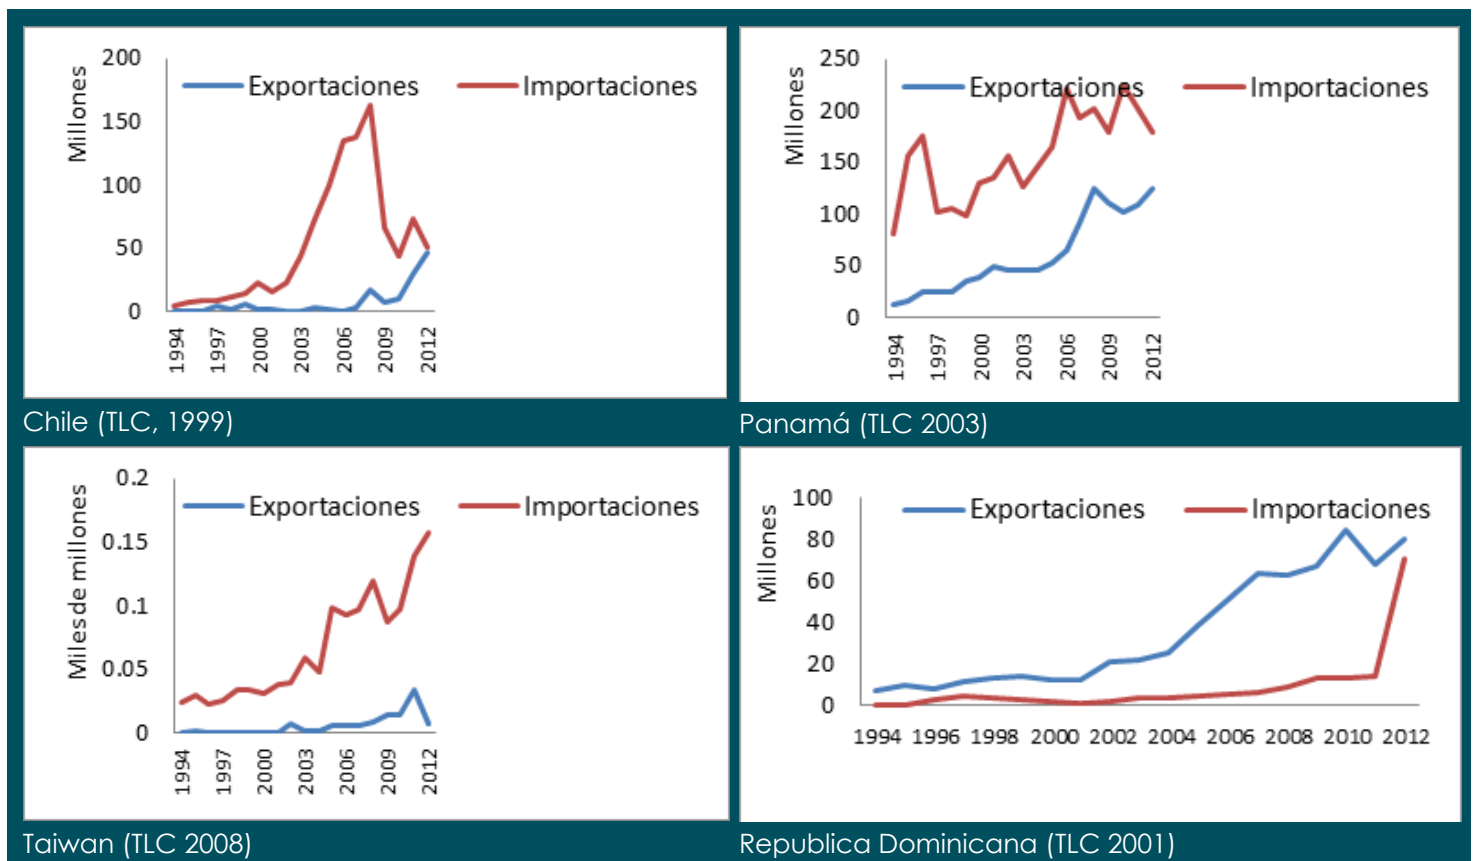 200
150
100
50
0
Millones
Exportaciones
Importaciones
1994
1997
2000
2003
2006
2009
2012
Chile (TLC, 1999)
250
200
150
100
50
0
Millones
Exportaciones
Importaciones
1994
1997
2000
2003
2006
2009
2012
Panamá (TLC 2003)
0.2
0.15
0.1
0.05
0
Milesde millones
Exportaciones
Importaciones
1994
1997
2000
2003
2006
2009
2012
Taiwan (TLC 2008)
100
80
60
40
20
0
Millones
Exportaciones
Importaciones
1994 1996 1998 2000 2002 2004 2006 2008 2010 2012
Republica Dominicana (TLC 2001)